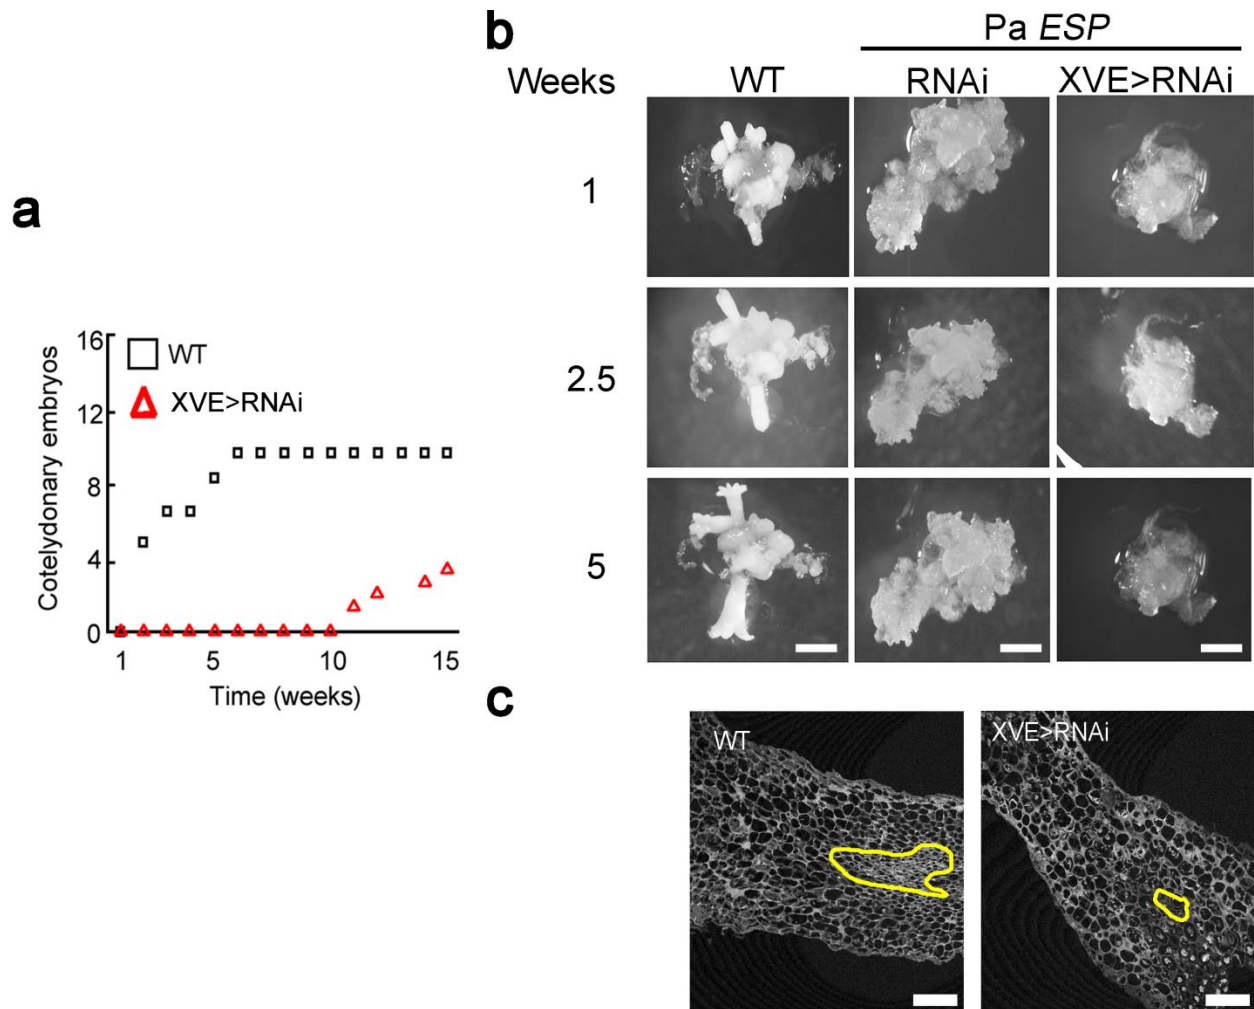 a
16
12
8
4
0
WT
XVE>RNAi
Cotelydonary embryos
1 5 10 15
Time (weeks)
b
Pa ESP
Weeks WT RNAi XVE>RNAi
1
2.5
5
c
WT
XVE>RNAi